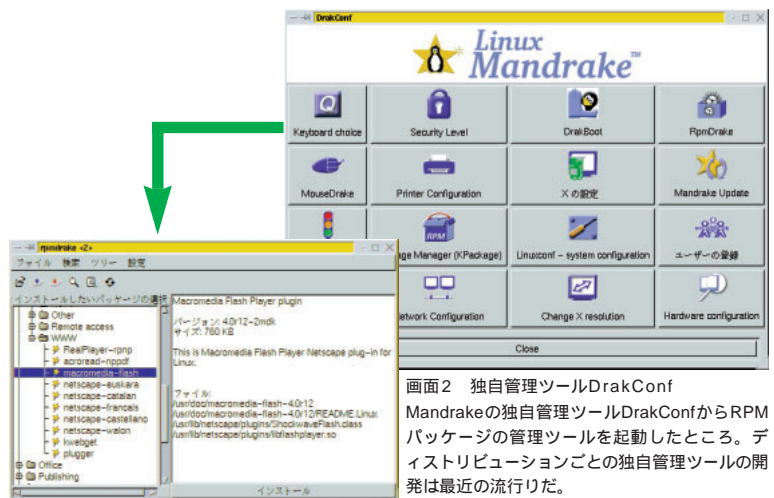 DrakConf
Linux
Mandrake™
Keyboard choice
Security Level
DrakBoot
RpmDrake
MouseDrake
Printer Configuration
X の設定
Mandrake Update
age Manager (KPackage)
Linuxconf - system configuration
ユーザーの登録
etwork Configuration
Change X resolution
Hardware configuration
Close
rpmdrake <2>
ファイル 検索 ツリー 設定
インストールしたいパッケージの選択
Other
Remote access
WWW
RealPlayer-rpnp
acroread-nppdf
macromedia-flash
netscape-euskara
netscape-catalan
netscape-francais
netscape-castellano
netscape-walon
kwebget
plugger
Office
Publishing
Macromedia Flash Player plugin
バージョン: 4.0r12-2mdk
サイズ: 760 KB
This is Macromedia Flash Player Netscape plug-in for
Linux.
ファイル:
/usr/doc/macromedia-flash-4.0r12
/usr/doc/macromedia-flash-4.0r12/README.Linux
/usr/lib/netscape/plugins/ShockwaveFlash.class
/usr/lib/netscape/plugins/libflashplayer.so
インストール
画面2 独自管理ツールDrakConf
Mandrakeの独自管理ツールDrakConfからRPM
パッケージの管理ツールを起動したところ。デ
ィストリビューションごとの独自管理ツールの開
発は最近の流行りだ。